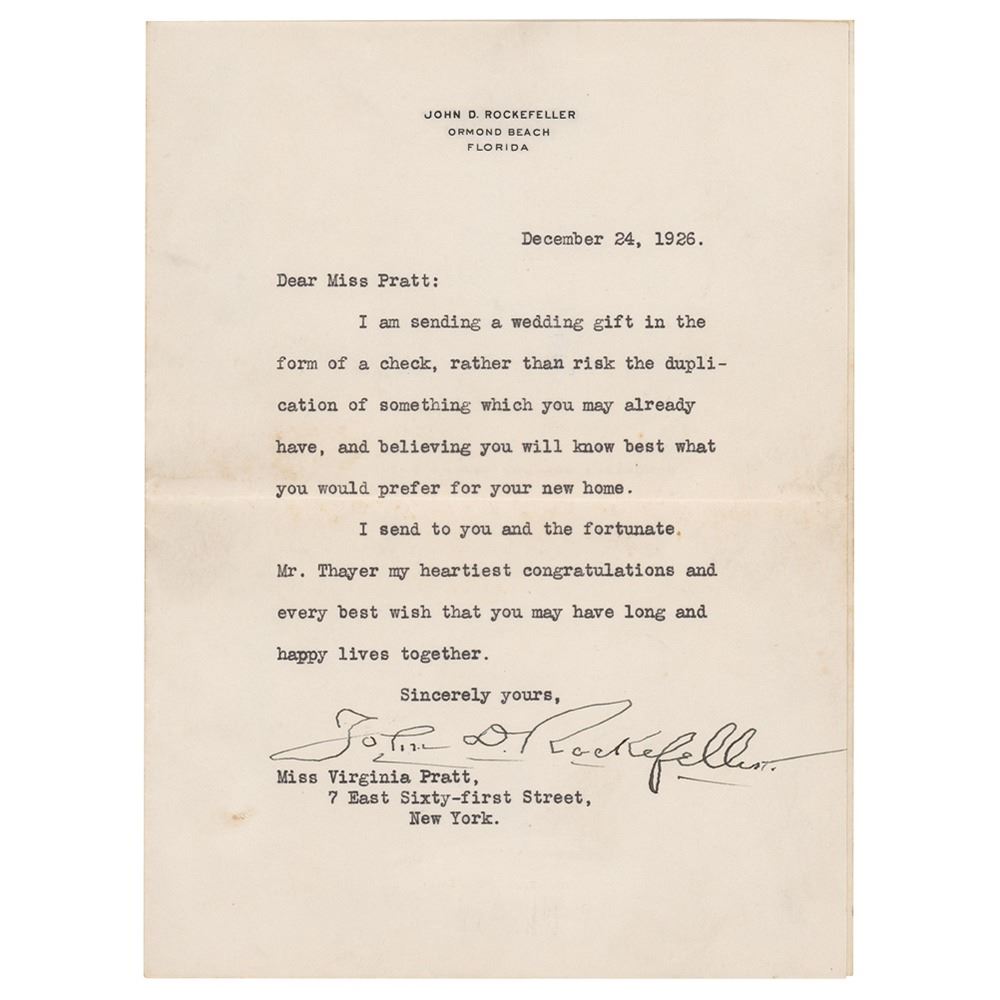 JOHN D. ROCKEFELLER
ORMOND BEACH
FLORIDA
December 24, 1926.
Dear Miss Pratt:
I am sending a wedding gift in the
form of a check, rather than risk the dupli-
cation of something which you may already
have, and believing you will know best what
you would prefer for your new home.
I send to you and the fortunate
Mr. Thayer my heartiest congratulations and
every best wish that you may have long and
happy lives together.
Sincerely yours,
John D. Rockefeller
Miss Virginia Pratt,
7 East Sixty-first Street,
New York.